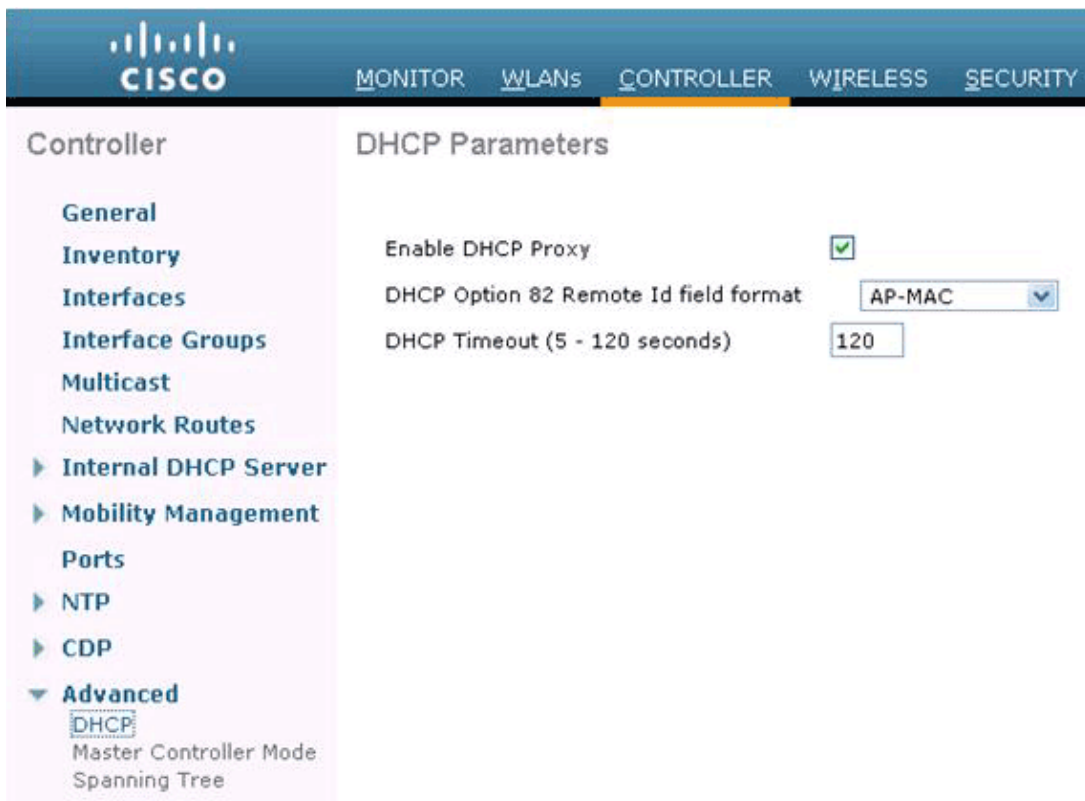 CISCO
MONITOR WLANs CONTROLLER WIRELESS SECURITY
Controller
General
Inventory
Interfaces
Interface Groups
Multicast
Network Routes
Internal DHCP Server
Mobility Management
Ports
NTP
CDP
Advanced
DHCP
Master Controller Mode
Spanning Tree
DHCP Parameters
Enable DHCP Proxy
DHCP Option 82 Remote Id field format AP-MAC
DHCP Timeout (5 - 120 seconds) 120